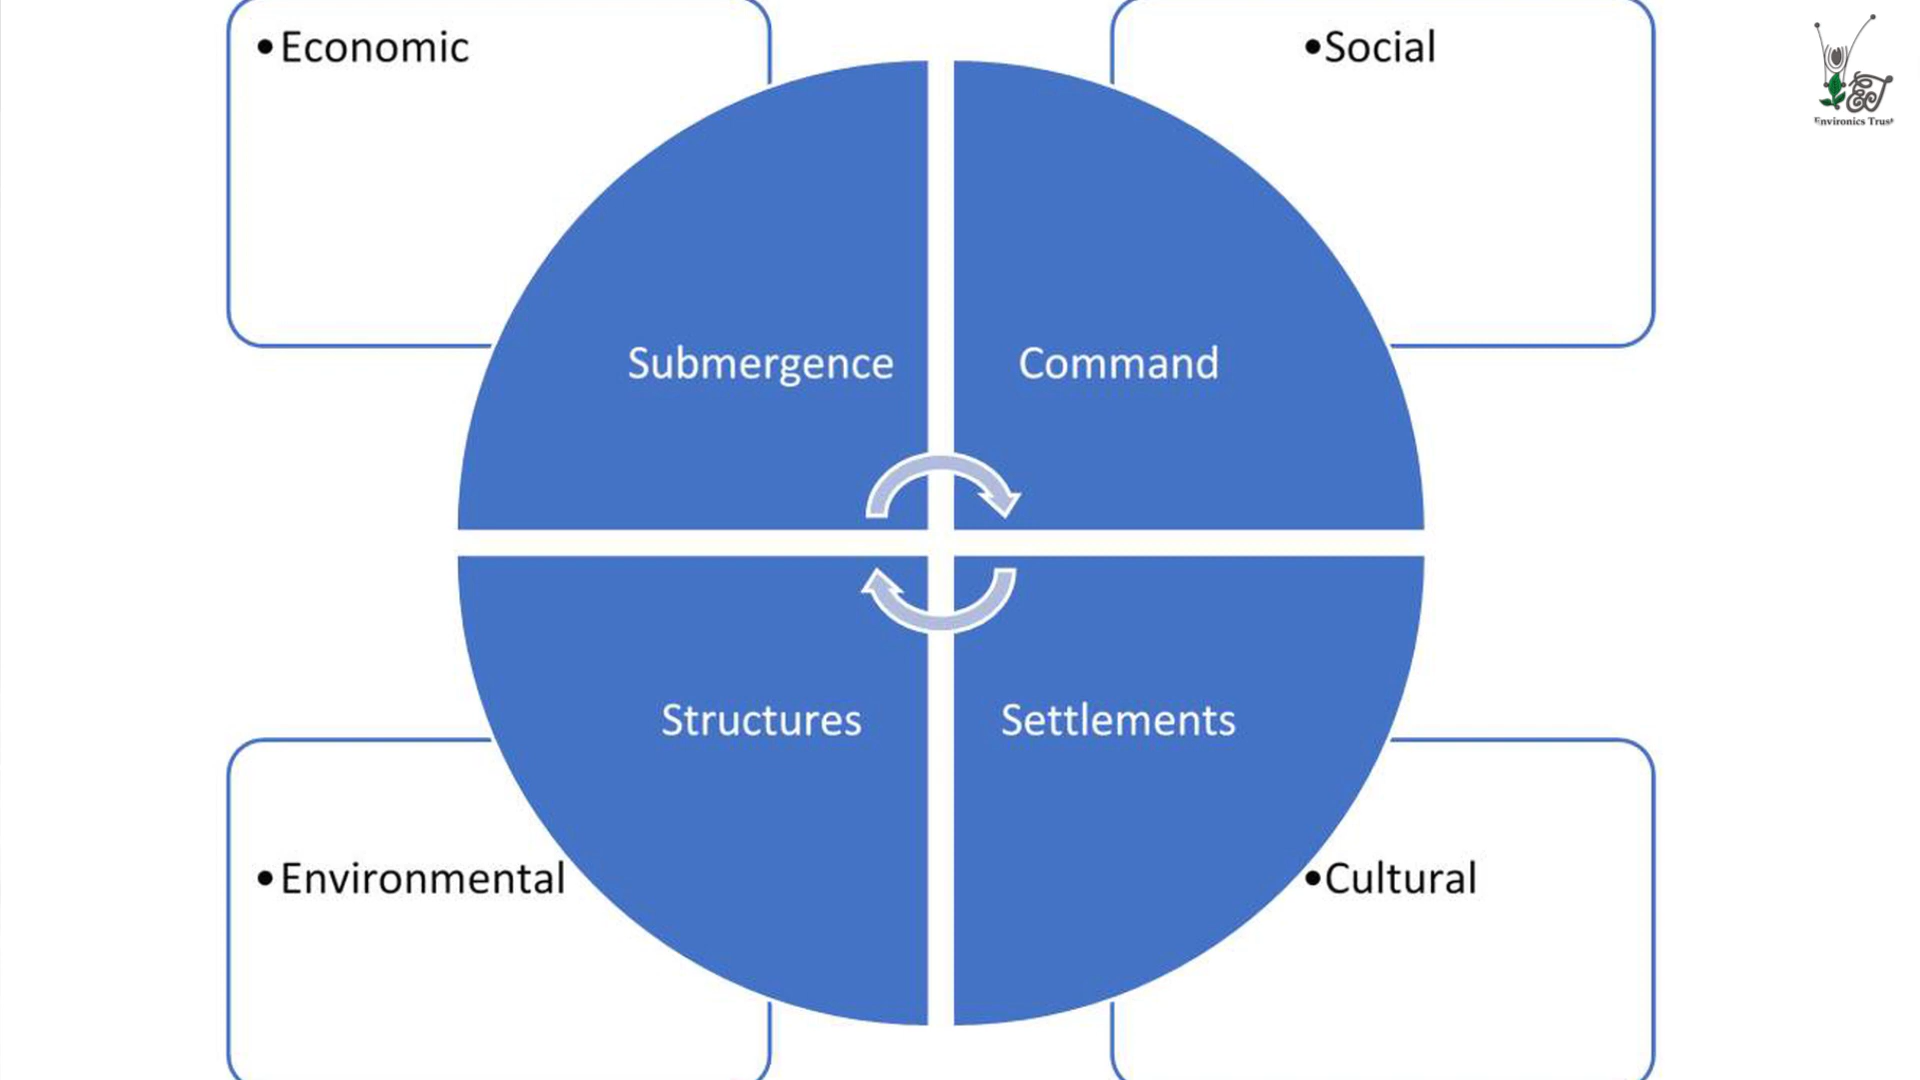 •Economic
•Social
Environics Trust
Submergence
Command
Structures
Settlements
•Environmental
•Cultural